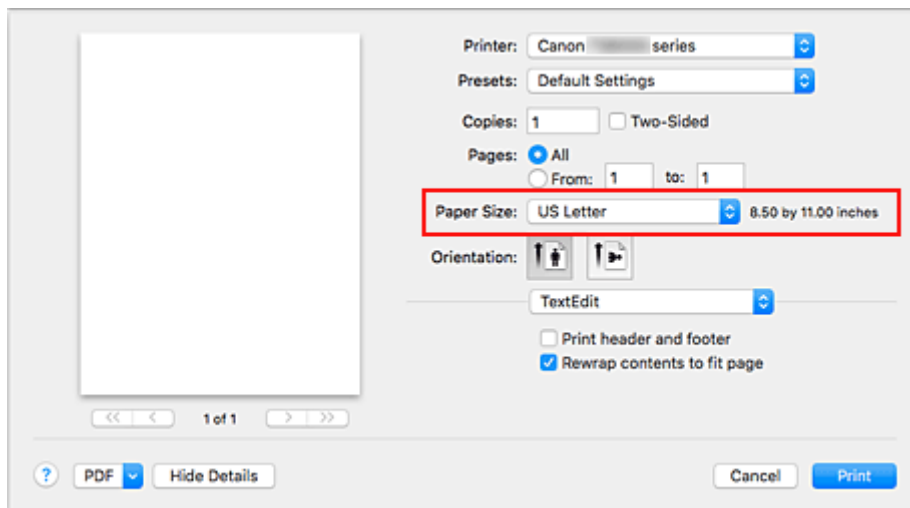 Printer: Canon series
Presets: Default Settings
Copies: 1 Two-Sided
Pages: All
From: 1 to: 1
Paper Size: US Letter 8.50 by 11.00 inches
Orientation:
TextEdit
Print header and footer
Rewrap contents to fit page
<< < 1 of 1 > >>
? PDF Hide Details Cancel Print